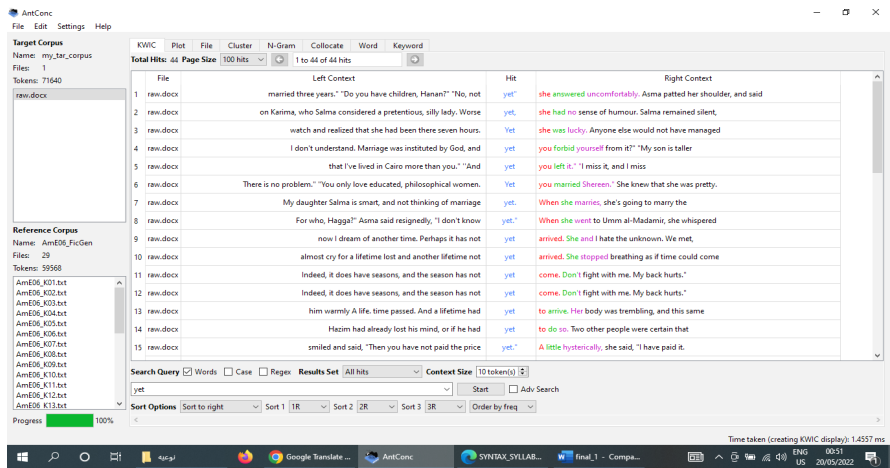 AntConc
File Edit Settings Help
Target Corpus
Name: my_tar_corpus
Files: 1
Tokens: 71640
raw.docx
Reference Corpus
Name: AmE06_FicGen
Files: 29
Tokens: 59568
AmE06_K01.txt
AmE06_K02.txt
AmE06_K03.txt
AmE06_K04.txt
AmE06_K05.txt
AmE06_K06.txt
AmE06_K07.txt
AmE06_K08.txt
AmE06_K09.txt
AmE06_K10.txt
AmE06_K11.txt
AmE06_K12.txt
AmE06 K13.txt
Progress 100%
KWIC Plot File Cluster N-Gram Collocate Word Keyword
Total Hits: 44 Page Size 100 hits 1 to 44 of 44 hits
File Left Context Hit Right Context
1 raw.docx married three years." "Do you have children, Hanan?" "No, not yet" she answered uncomfortably. Asma patted her shoulder, and said
2 raw.docx on Karima, who Salma considered a pretentious, silly lady. Worse yet, she had no sense of humour. Salma remained silent,
3 raw.docx watch and realized that she had been there seven hours. Yet she was lucky. Anyone else would not have managed
4 raw.docx I don't understand. Marriage was instituted by God, and yet you forbid yourself from it?" "My son is taller
5 raw.docx that I've lived in Cairo more than you." "And yet you left it." "I miss it, and I miss
6 raw.docx There is no problem." "You only love educated, philosophical women. Yet you married Shereen." She knew that she was pretty.
7 raw.docx My daughter Salma is smart, and not thinking of marriage yet. When she marries, she's going to marry the
8 raw.docx For who, Hagga?" Asma said resignedly, "I don't know yet." When she went to Umm al-Madamir, she whispered
9 raw.docx now I dream of another time. Perhaps it has not yet arrived. She and I hate the unknown. We met,
10 raw.docx almost cry for a lifetime lost and another lifetime not yet arrived. She stopped breathing as if time could come
11 raw.docx Indeed, it does have seasons, and the season has not yet come. Don't fight with me. My back hurts."
12 raw.docx Indeed, it does have seasons, and the season has not yet come. Don't fight with me. My back hurts."
13 raw.docx him warmly A life. time passed. And a lifetime had yet to arrive. Her body was trembling, and this same
14 raw.docx Hazim had already lost his mind, or if he had yet to do so. Two other people were certain that
15 raw.docx smiled and said, "Then you have not paid the price yet." A little hysterically, she said, "I have paid it.
Search Query Words Case Regex Results Set All hits Context Size 10 token(s)
yet Start Adv Search
Sort Options Sort to right Sort 1 1R Sort 2 2R Sort 3 3R Order by freq
Time taken (creating KWIC display): 1.4557 ms
نوعيه Google Translate ... AntConc SYNTAX_SYLLAB... final_1 - Compa... ENG 00:51
US 20/05/2022